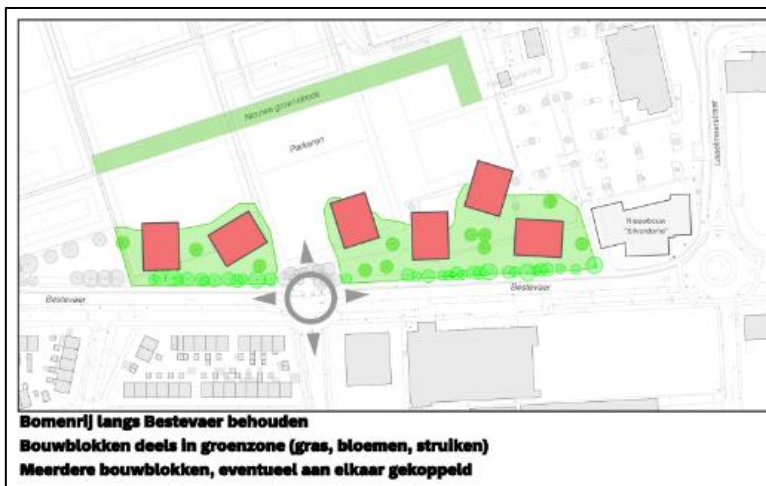 Nieuwe groenstrook
Parkeren
Nieuwbouw
Bestevaer
Bestevaer
Bomenrij langs Bestevaer behouden
Bouwblokken deels in groenzone (gras, bloemen, struiken)
Meerdere bouwblokken, eventueel aan elkaar gekoppeld